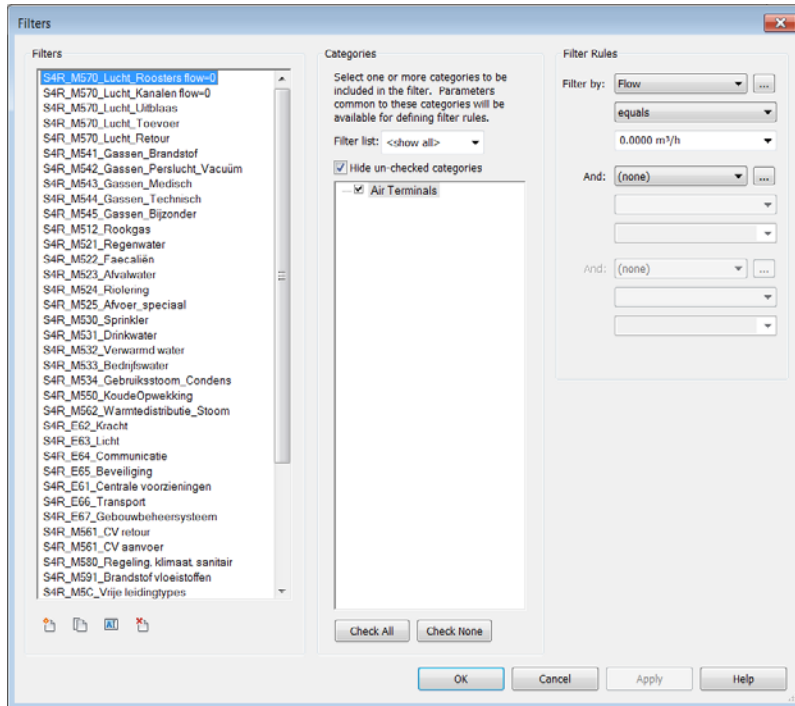 Filters
Filters
S4R_M570_Lucht_Roosters flow=0
S4R_M570_Lucht_Kanalen flow=0
S4R_M570_Lucht_Uitblaas
S4R_M570_Lucht_Toevoer
S4R_M570_Lucht_Retour
S4R_M541_Gassen_Brandstof
S4R_M542_Gassen_Perslucht_Vacuüm
S4R_M543_Gassen_Medisch
S4R_M544_Gassen_Technisch
S4R_M545_Gassen_Bijzonder
S4R_M512_Rookgas
S4R_M521_Regenwater
S4R_M522_Faecaliën
S4R_M523_Afvalwater
S4R_M524_Riolering
S4R_M525_Afvoer_speciaal
S4R_M530_Sprinkler
S4R_M531_Drinkwater
S4R_M532_Verwarmd water
S4R_M533_Bedrijfswater
S4R_M534_Gebruiksstoom_Condens
S4R_M550_KoudeOpwekking
S4R_M562_Warmtedistributie_Stoom
S4R_E62_Kracht
S4R_E63_Licht
S4R_E64_Communicatie
S4R_E65_Beveiliging
S4R_E61_Centrale voorzieningen
S4R_E66_Transport
S4R_E67_Gebouwbeheersysteem
S4R_M561_CV retour
S4R_M561_CV aanvoer
S4R_M580_Regeling, klimaat, sanitair
S4R_M591_Brandstof vloeistoffen
S4R_M5C_Vrije leidingtypes
AI
Categories
Select one or more categories to be
included in the filter. Parameters
common to these categories will be
available for defining filter rules.
Filter list: <show all>
Hide un-checked categories
Air Terminals
Check All Check None
Filter Rules
Filter by: Flow ...
equals
0.0000 m³/h
And: (none) ...
And: (none) ...
OK Cancel Apply Help